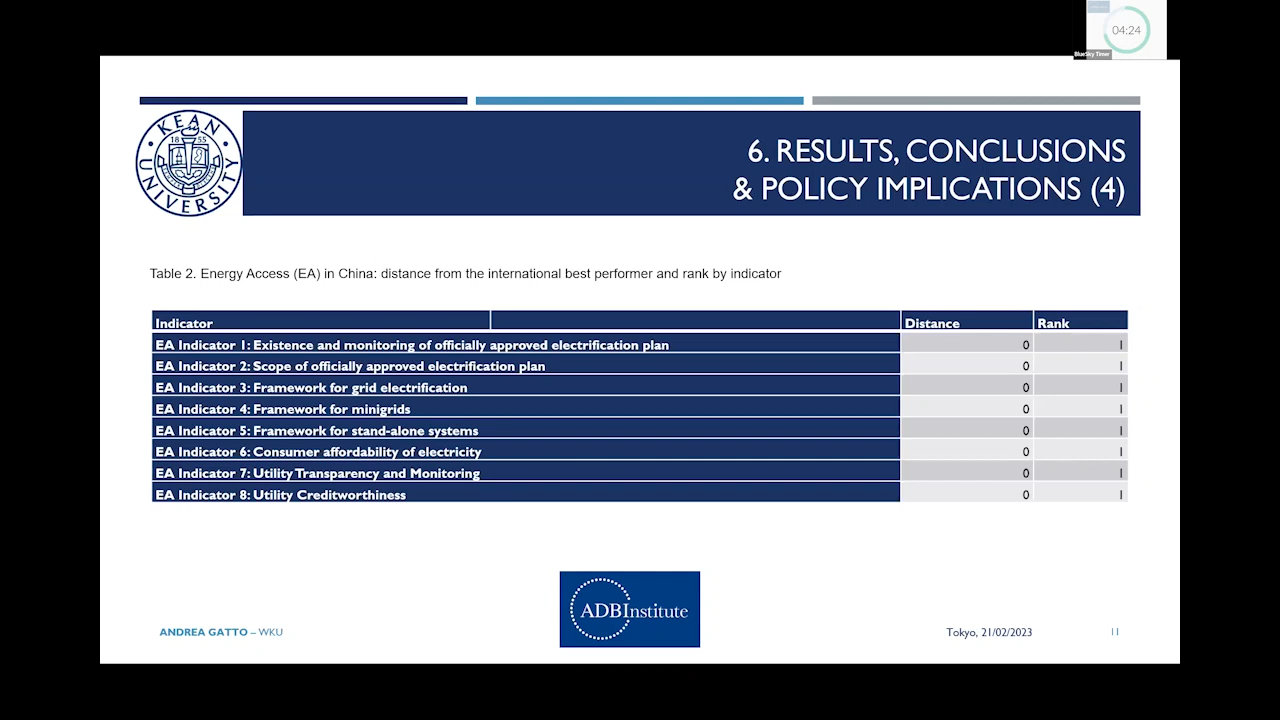 04:24
BlueSky Timer
KEAN
1855
UNIVERSITY
6. RESULTS, CONCLUSIONS
& POLICY IMPLICATIONS (4)
Table 2. Energy Access (EA) in China: distance from the international best performer and rank by indicator
Indicator Distance Rank
EA Indicator 1: Existence and monitoring of officially approved electrification plan 0 1
EA Indicator 2: Scope of officially approved electrification plan 0 1
EA Indicator 3: Framework for grid electrification 0 1
EA Indicator 4: Framework for minigrids 0 1
EA Indicator 5: Framework for stand-alone systems 0 1
EA Indicator 6: Consumer affordability of electricity 0 1
EA Indicator 7: Utility Transparency and Monitoring 0 1
EA Indicator 8: Utility Creditworthiness 0 1
ADBInstitute
ANDREA GATTO – WKU Tokyo, 21/02/2023 11